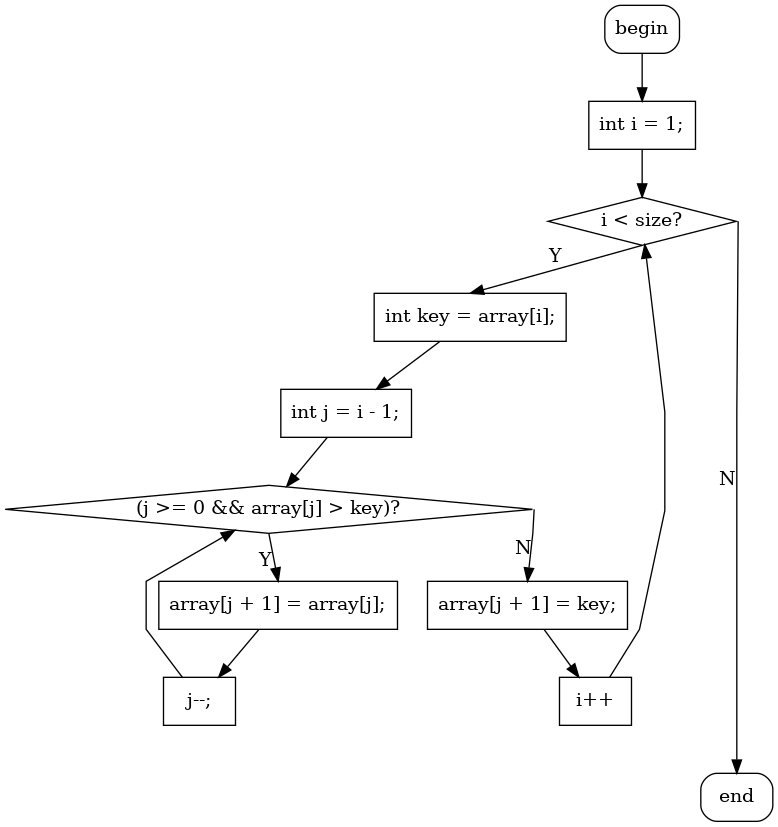 begin
int i = 1;
i < size?
Y
int key = array[i];
int j = i - 1;
N
(j >= 0 && array[j] > key)?
N
Y
array[j + 1] = array[j];
array[j + 1] = key;
j--;
i++
end